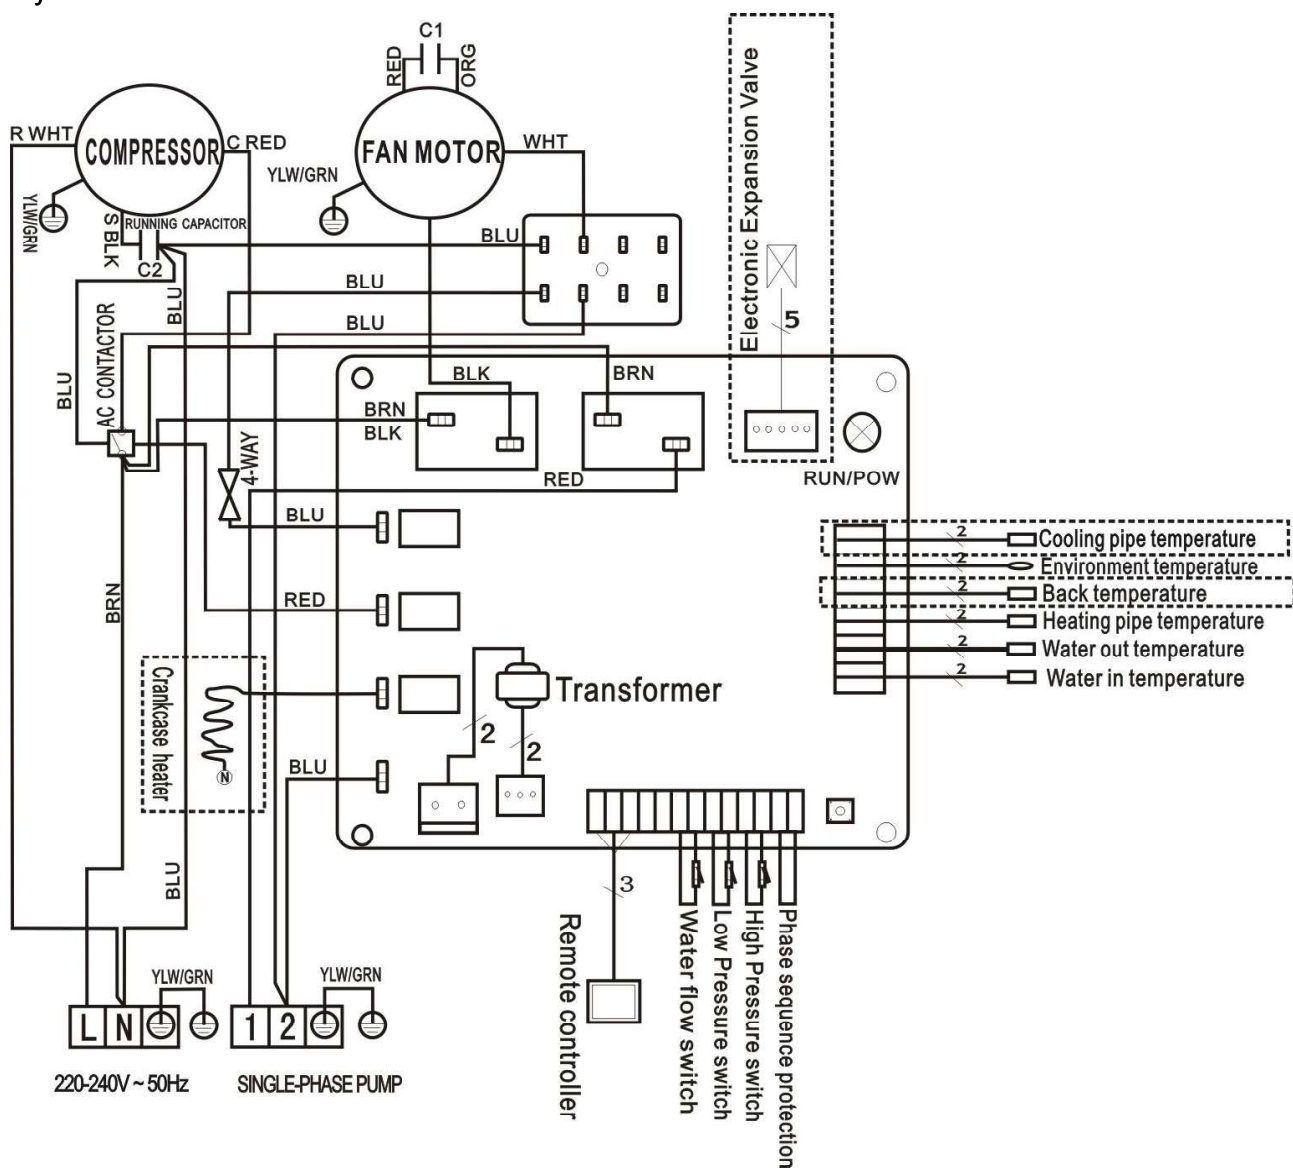 C1
RED
ORG
R WHT
COMPRESSOR
C RED
FAN MOTOR
WHT
YLW/GRN
YLW/GRN
S BLK
RUNNING CAPACITOR
C2
BLU
BLU
BLU
BLU
BLU
AC CONTACTOR
Electronic Expansion Valve
5
BLK
BRN
BRN
BLK
4-WAY
RED
RUN/POW
BLU
RED
BRN
2 Cooling pipe temperature
2 Environment temperature
2 Back temperature
2 Heating pipe temperature
2 Water out temperature
2 Water in temperature
Crankcase heater
N
Transformer
2
2
BLU
BLU
3
Remote controller
Water flow switch
Low Pressure switch
High Pressure switch
Phase sequence protection
YLW/GRN
YLW/GRN
L N
1 2
220-240V ~ 50Hz
SINGLE-PHASE PUMP